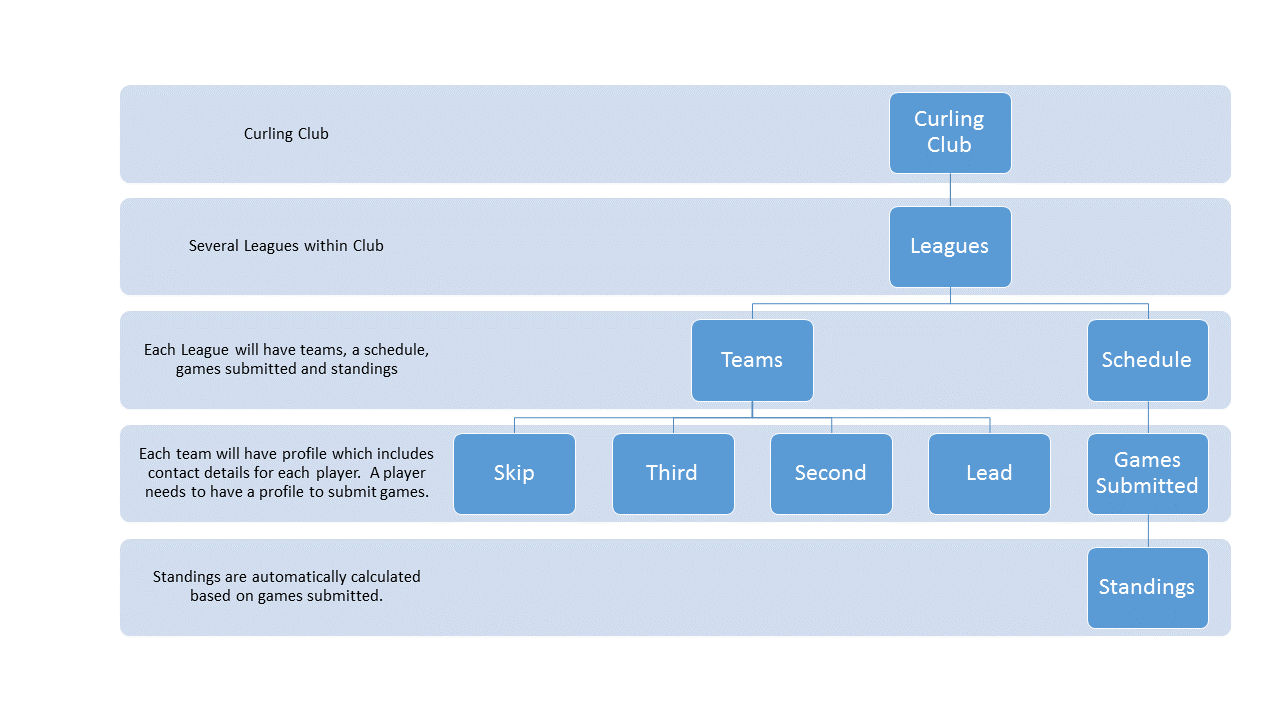 Curling Club
Curling
Club
Several Leagues within Club
Leagues
Each League will have teams, a schedule,
games submitted and standings
Teams
Schedule
Each team will have profile which includes
contact details for each player.  A player
needs to have a profile to submit games.
Skip
Third
Second
Lead
Games
Submitted
Standings are automatically calculated
based on games submitted.
Standings